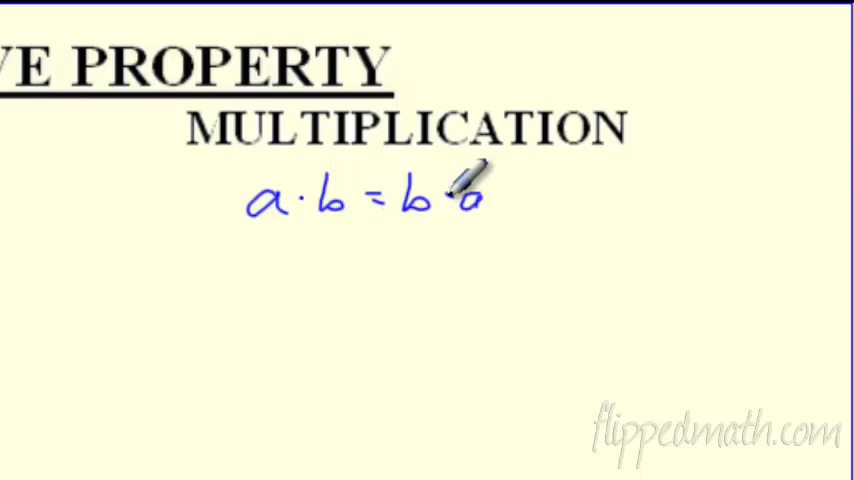 VE PROPERTY
MULTIPLICATION
a · b = b · a
flippedmath.com